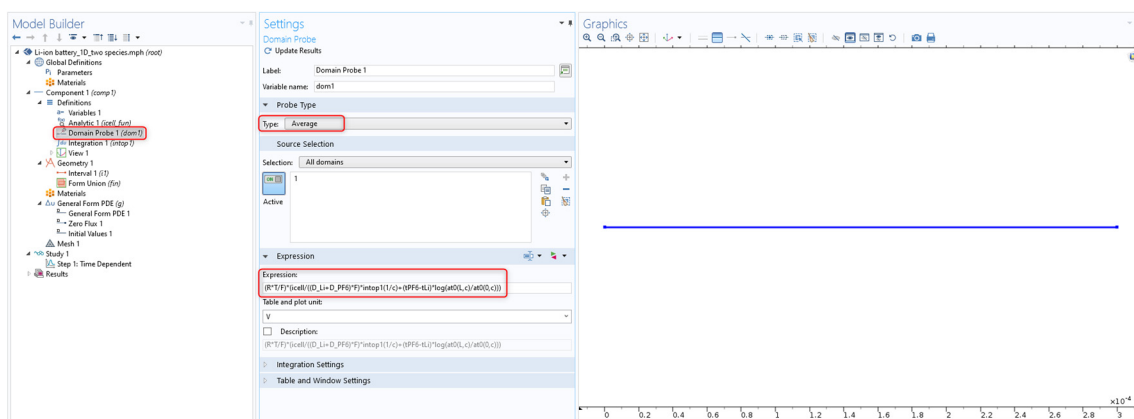 Model Builder
Li-ion battery_1D_two species.mph (root)
Global Definitions
Pi Parameters
Materials
Component 1 (comp1)
Definitions
a= Variables 1
Analytic 1 (icell_fun)
Domain Probe 1 (dom1)
Integration 1 (intop1)
View 1
Geometry 1
Interval 1 (i1)
Form Union (fin)
Materials
Δu General Form PDE (g)
General Form PDE 1
Zero Flux 1
Initial Values 1
Mesh 1
Study 1
Step 1: Time Dependent
Results
Settings
Domain Probe
Update Results
Label: Domain Probe 1
Variable name: dom1
Probe Type
Type: Average
Source Selection
Selection: All domains
1
Active
Expression
Expression:
(R*T/F)*(icell/((D_Li+D_PF6)*F)*intop1(1/c)+(tPF6-tLi)*log(at0(L,c)/at0(0,c)))
Table and plot unit:
V
Description:
(R*T/F)*(icell/((D_Li+D_PF6)*F)*intop1(1/c)+(tPF6-tLi)*log(at0(L,c)/at0(0,c)))
Integration Settings
Table and Window Settings
Graphics
×10⁻⁴
0 0.2 0.4 0.6 0.8 1 1.2 1.4 1.6 1.8 2 2.2 2.4 2.6 2.8 3